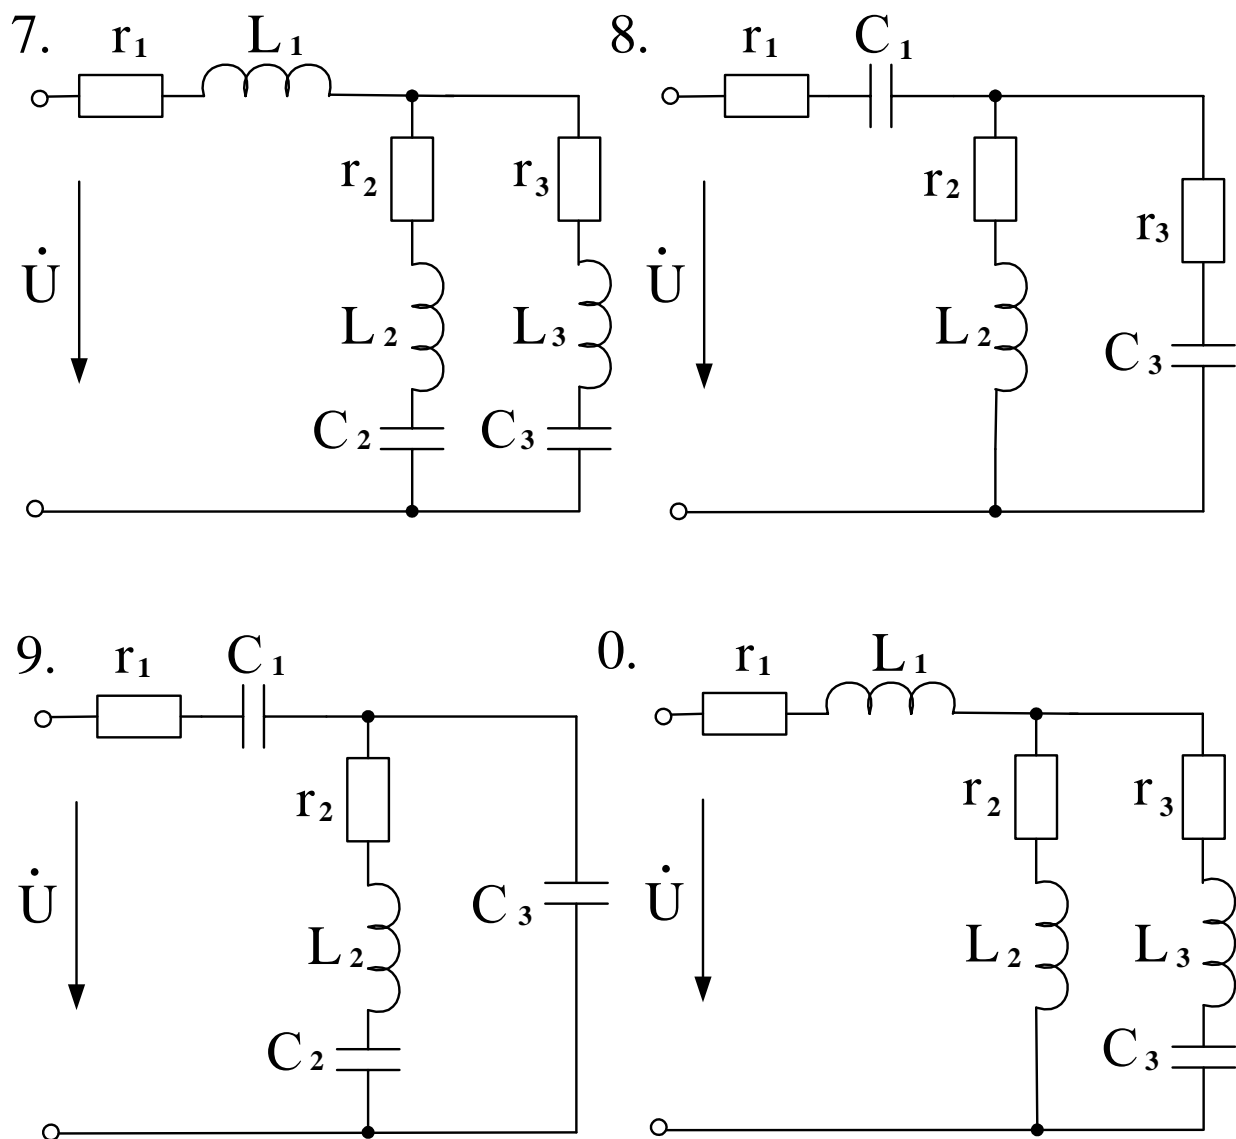 7. r₁ L₁ 8. r₁ C₁
r₂ r₃ r₂ r₃
U̇ L₂ L₃ U̇ L₂ C₃
C₂ C₃
9. r₁ C₁ 0. r₁ L₁
r₂ r₂ r₃
U̇ L₂ C₃ U̇ L₂ L₃
C₂ C₃